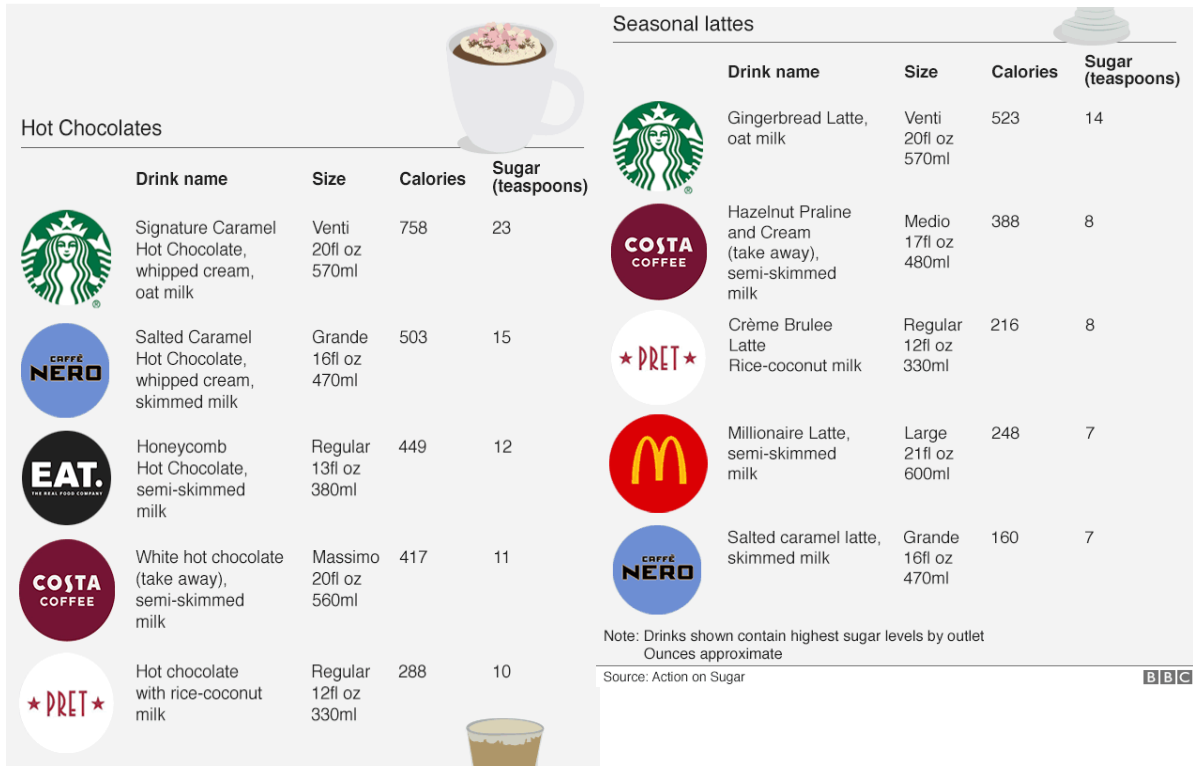 Hot Chocolates
Drink name Size Calories Sugar
(teaspoons)
Signature Caramel Venti 758 23
Hot Chocolate, 20fl oz
whipped cream, 570ml
oat milk
®
CAFFÈ
NERO
Salted Caramel Grande 503 15
Hot Chocolate, 16fl oz
whipped cream, 470ml
skimmed milk
EAT.
THE REAL FOOD COMPANY
Honeycomb Regular 449 12
Hot Chocolate, 13fl oz
semi-skimmed 380ml
milk
COSTA
COFFEE
White hot chocolate Massimo 417 11
(take away), 20fl oz
semi-skimmed 560ml
milk
PRET
Hot chocolate Regular 288 10
with rice-coconut 12fl oz
milk 330ml
Seasonal lattes
Drink name Size Calories Sugar
(teaspoons)
Gingerbread Latte, Venti 523 14
oat milk 20fl oz
570ml
®
COSTA
COFFEE
Hazelnut Praline Medio 388 8
and Cream 17fl oz
(take away), 480ml
semi-skimmed
milk
PRET
Crème Brulee Regular 216 8
Latte 12fl oz
Rice-coconut milk 330ml
Millionaire Latte, Large 248 7
semi-skimmed 21fl oz
milk 600ml
CAFFÈ
NERO
Salted caramel latte, Grande 160 7
skimmed milk 16fl oz
470ml
Note: Drinks shown contain highest sugar levels by outlet
Ounces approximate
Source: Action on Sugar BBC